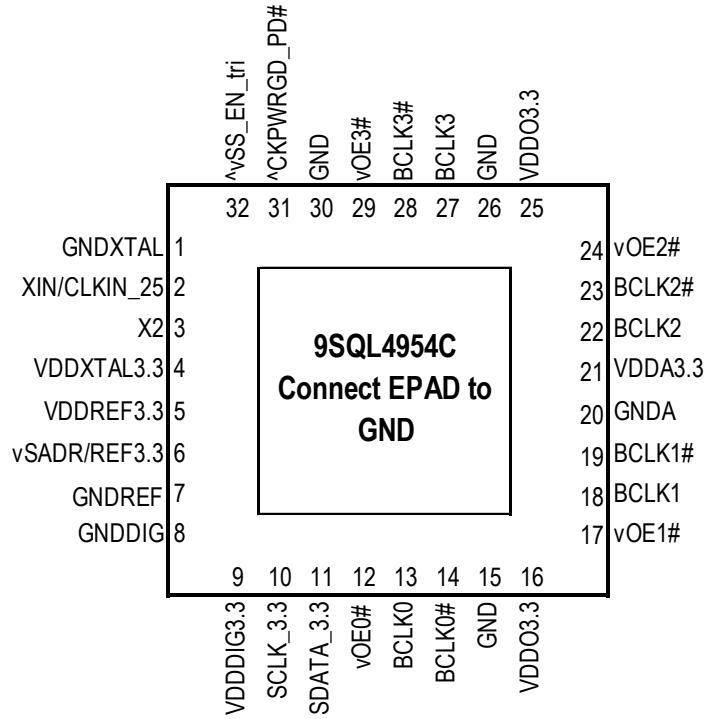 ^vSS_EN_tri
^CKPWRGD_PD#
GND
vOE3#
BCLK3#
BCLK3
GND
VDDO3.3
32 31 30 29 28 27 26 25
GNDXTAL 1
XIN/CLKIN_25 2
X2 3
VDDXTAL3.3 4
VDDREF3.3 5
vSADR/REF3.3 6
GNDREF 7
GNDDIG 8
9SQL4954C
Connect EPAD to
GND
24 vOE2#
23 BCLK2#
22 BCLK2
21 VDDA3.3
20 GNDA
19 BCLK1#
18 BCLK1
17 vOE1#
9 10 11 12 13 14 15 16
VDDDIG3.3
SCLK_3.3
SDATA_3.3
vOE0#
BCLK0
BCLK0#
GND
VDDO3.3